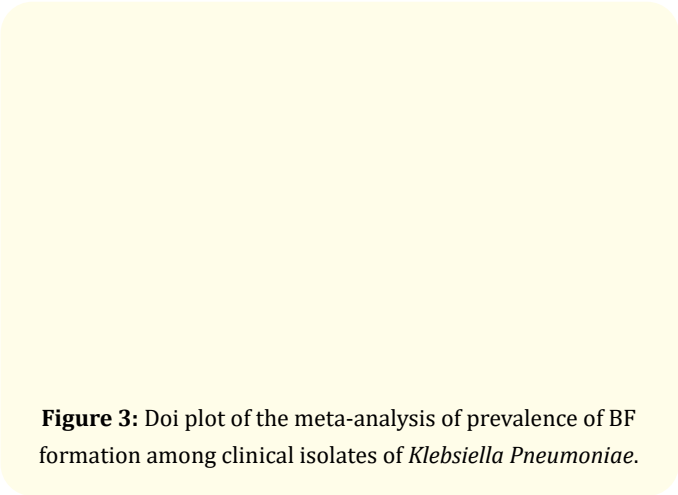 Figure 3: Doi plot of the meta-analysis of prevalence of BF
formation among clinical isolates of Klebsiella Pneumoniae.